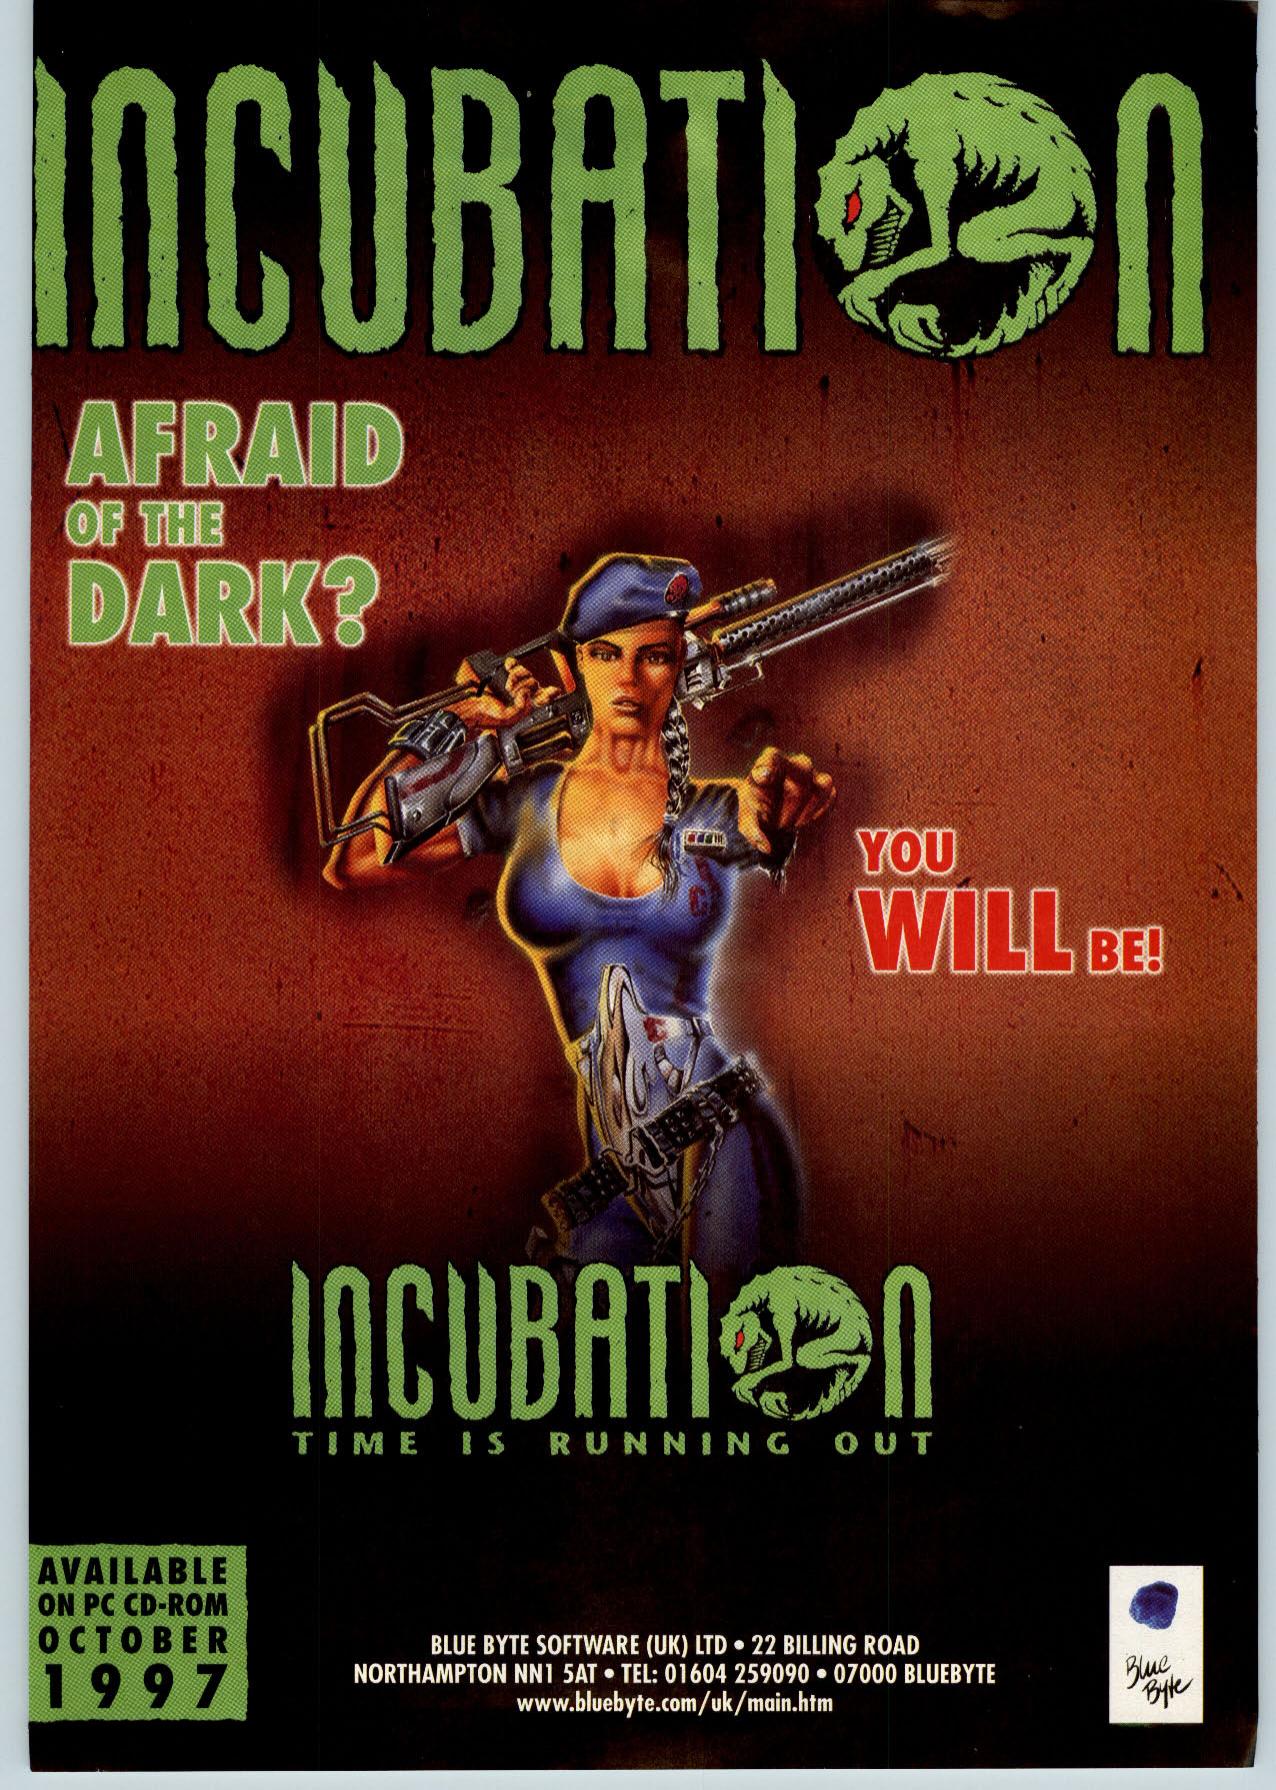 INCUBATION
AFRAID
OF THE
DARK?
YOU
WILL BE!
INCUBATION
TIME IS RUNNING OUT
AVAILABLE
ON PC CD-ROM
OCTOBER
1997
BLUE BYTE SOFTWARE (UK) LTD • 22 BILLING ROAD
NORTHAMPTON NN1 5AT • TEL: 01604 259090 • 07000 BLUEBYTE
www.bluebyte.com/uk/main.htm
Blue
Byte